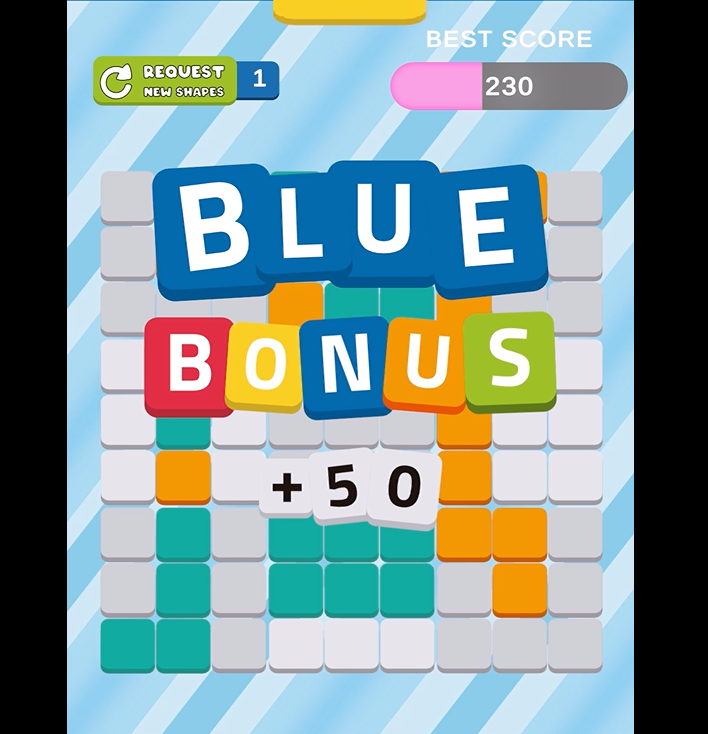 BEST SCORE
REQUEST
NEW SHAPES
1
230
BLUE
BONUS
+50